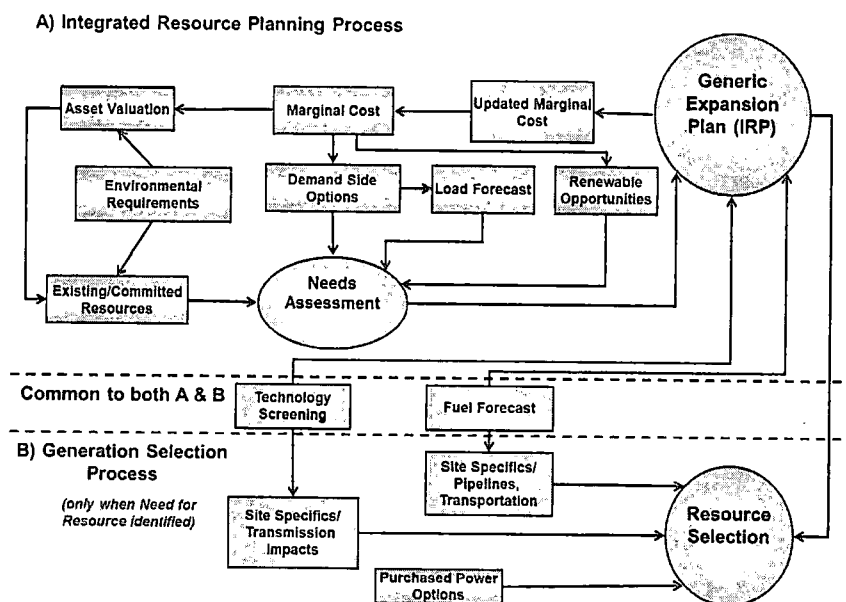 A) Integrated Resource Planning Process
Generic
Expansion
Plan (IRP)
Asset Valuation
Marginal Cost
Updated Marginal
Cost
Environmental
Requirements
Demand Side
Options
Load Forecast
Renewable
Opportunities
Existing/Committed
Resources
Needs
Assessment
Common to both A & B
Technology
Screening
Fuel Forecast
B) Generation Selection
Process
(only when Need for
Resource identified)
Site Specifics/
Pipelines,
Transportation
Site Specifics/
Transmission
Impacts
Resource
Selection
Purchased Power
Options